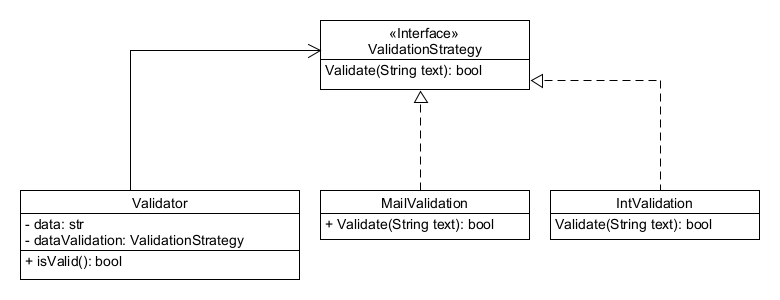 «Interface»
ValidationStrategy
Validate(String text): bool
Validator
- data: str
- dataValidation: ValidationStrategy
+ isValid(): bool
MailValidation
+ Validate(String text): bool
IntValidation
Validate(String text): bool